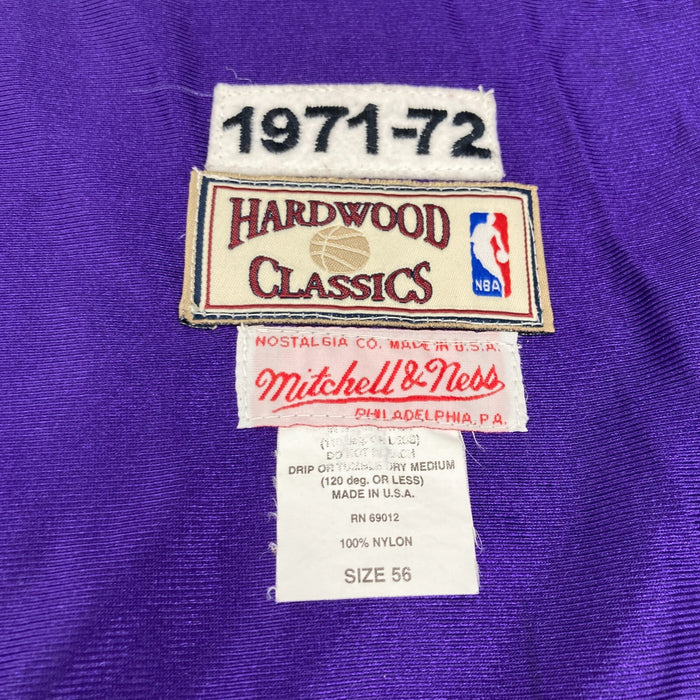 1971-72
HARDWOOD
CLASSICS
NBA
NOSTALGIA CO. MADE IN U.S.A.
Mitchell & Ness
PHILADELPHIA, P.A.
DO NOT BLEACH
DRIP OR TUMBLE DRY MEDIUM
(120 deg. OR LESS)
MADE IN U.S.A.
RN 69012
100% NYLON
SIZE 56